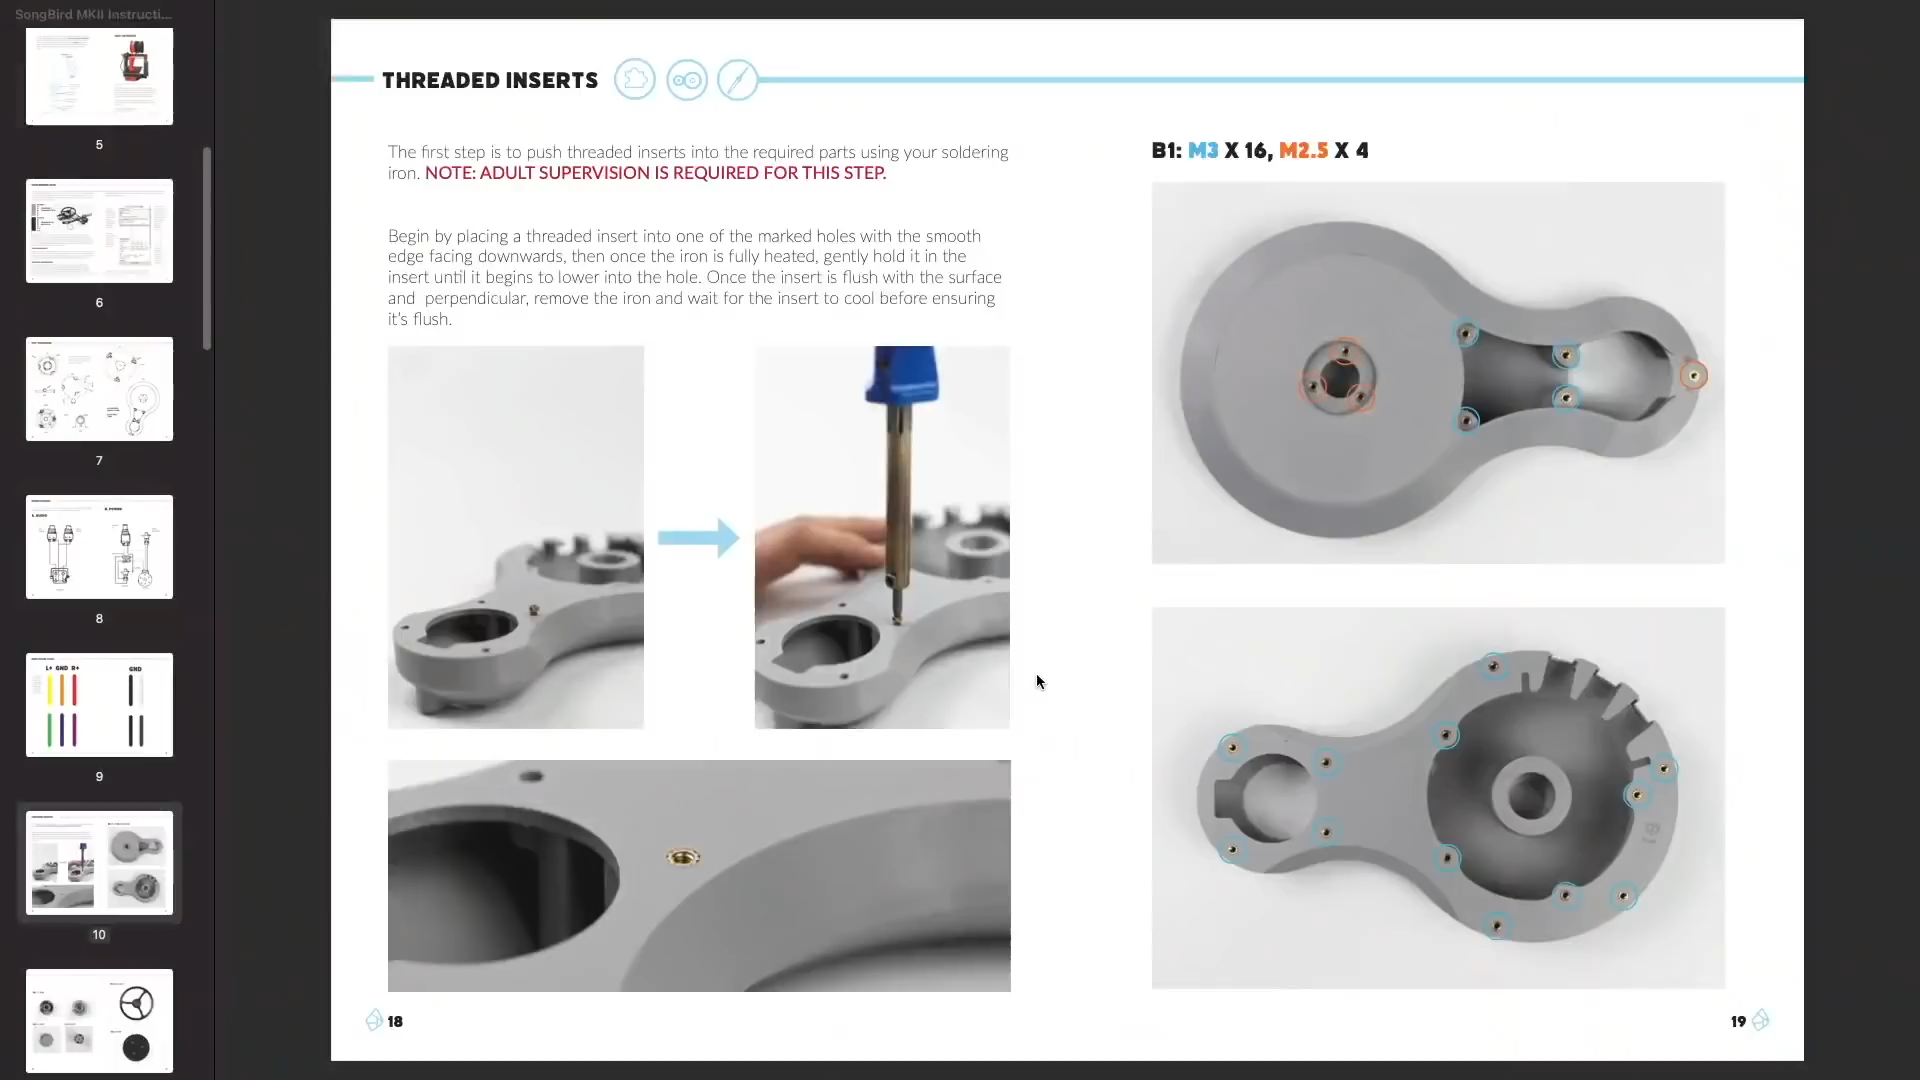 SongBird MKII Instructi...
5
6
7
8
L+ GND R+
GND
9
10
THREADED INSERTS
The first step is to push threaded inserts into the required parts using your soldering
iron. NOTE: ADULT SUPERVISION IS REQUIRED FOR THIS STEP.
Begin by placing a threaded insert into one of the marked holes with the smooth
edge facing downwards, then once the iron is fully heated, gently hold it in the
insert until it begins to lower into the hole. Once the insert is flush with the surface
and perpendicular, remove the iron and wait for the insert to cool before ensuring
it's flush.
18
B1: M3 X 16, M2.5 X 4
B1
19